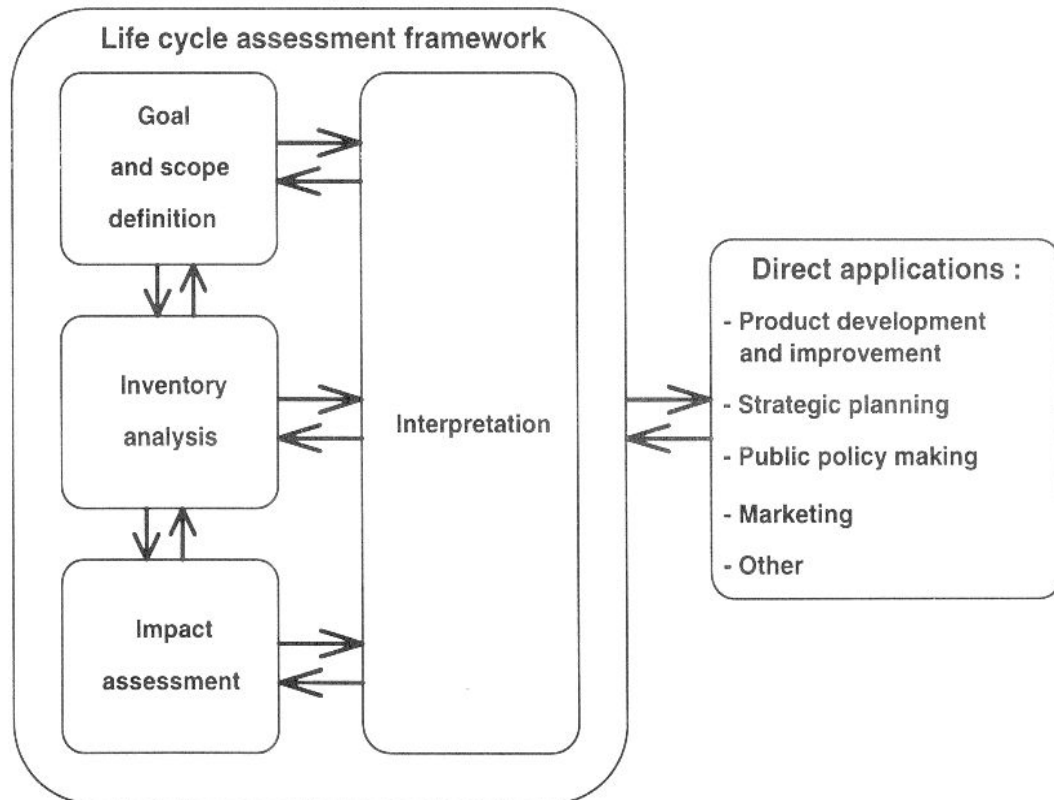 Life cycle assessment framework
Goal
and scope
definition
Inventory
analysis
Impact
assessment
Interpretation
Direct applications :
- Product development
and improvement
- Strategic planning
- Public policy making
- Marketing
- Other